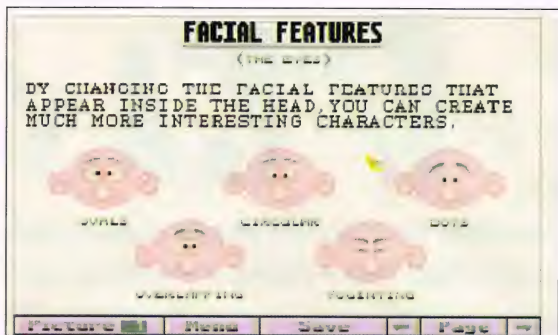 FACIAL FEATURES
(THE EYES)
BY CHANGING THE FACIAL FEATURES THAT
APPEAR INSIDE THE HEAD, YOU CAN CREATE
MUCH MORE INTERESTING CHARACTERS.
OVALS CIRCULAR DOTS
OVERLAPPING SQUINTING
Picture Menu Save Page